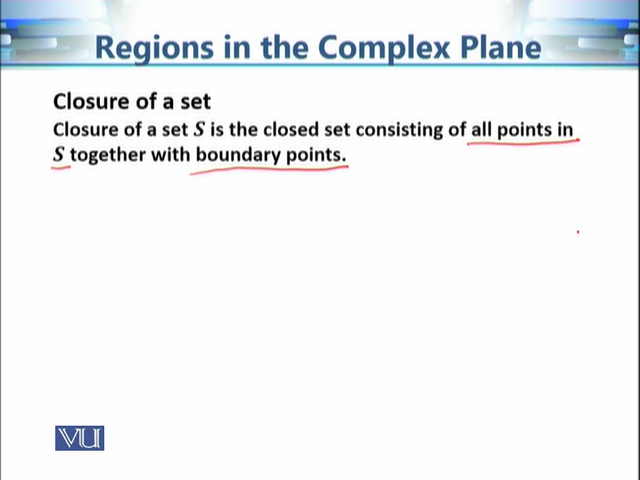 Regions in the Complex Plane
Closure of a set
Closure of a set S is the closed set consisting of all points in
S together with boundary points.
VU